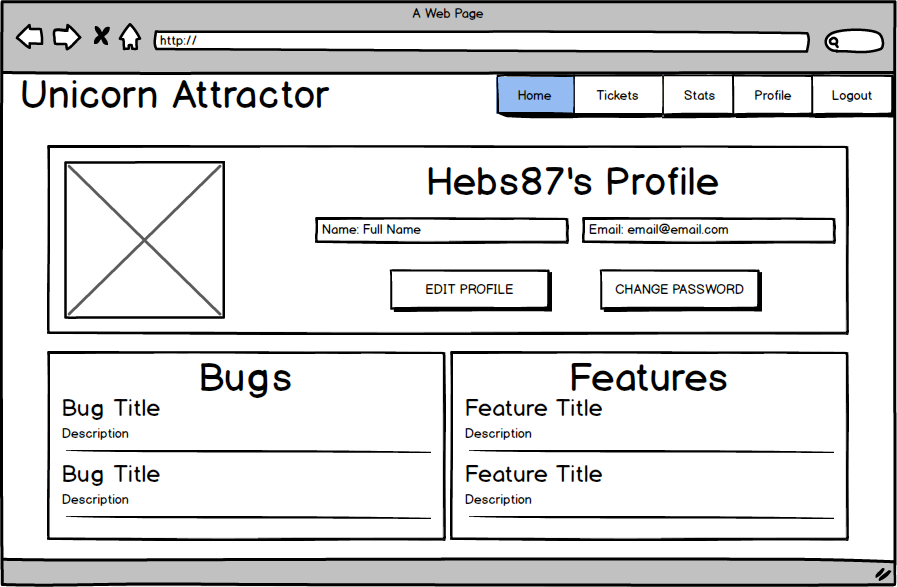 A Web Page
http://
Unicorn Attractor
Home Tickets Stats Profile Logout
Hebs87's Profile
Name: Full Name
Email: email@email.com
EDIT PROFILE
CHANGE PASSWORD
Bugs
Bug Title
Description
Bug Title
Description
Features
Feature Title
Description
Feature Title
Description